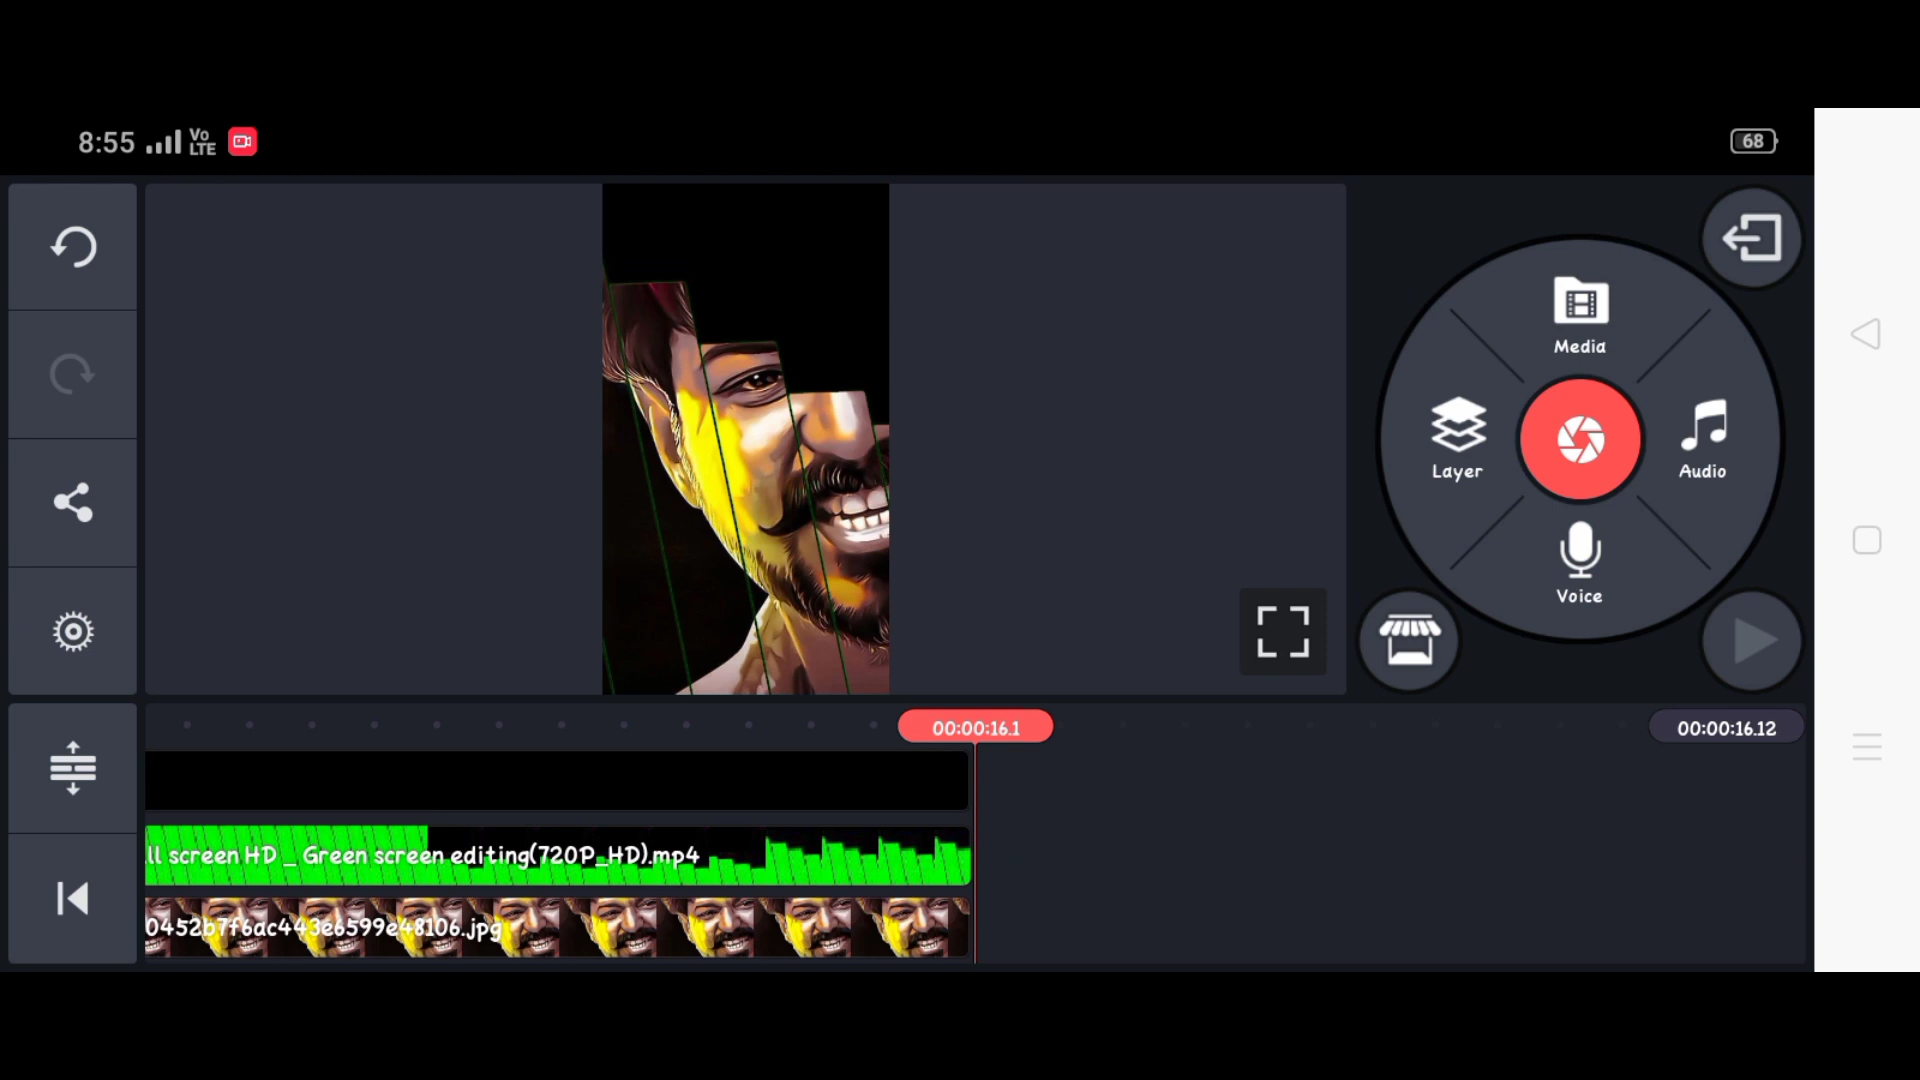 8:55 Vo LTE 68
Media
Layer
Audio
Voice
00:00:16.1
00:00:16.12
ll screen HD _ Green screen editing(720P_HD).mp4
0452b7f6ac443e6599e48106.jpg